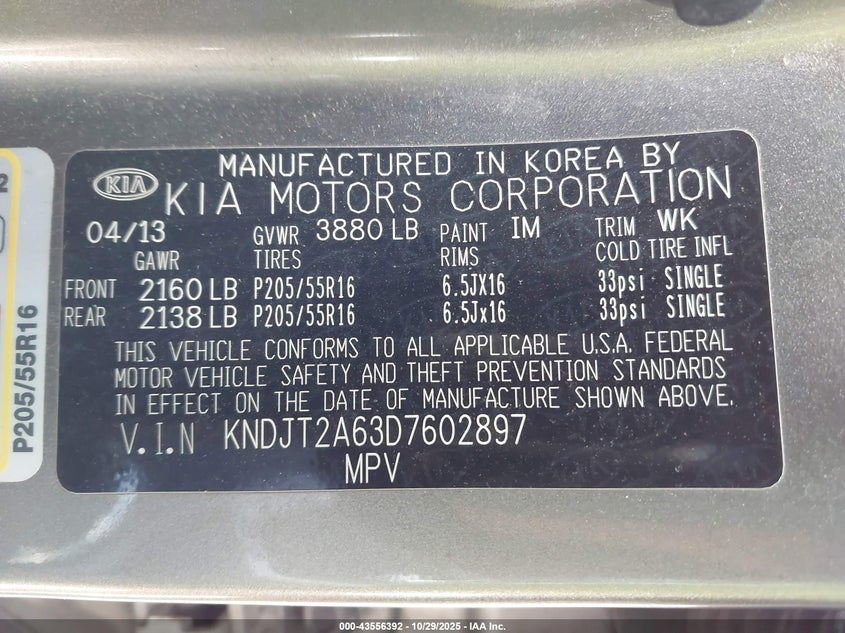 MANUFACTURED IN KOREA BY
KIA
KIA MOTORS CORPORATION
04/13 GVWR 3880 LB PAINT IM TRIM WK
GAWR TIRES RIMS COLD TIRE INFL
FRONT 2160 LB P205/55R16 6.5JX16 33psi SINGLE
REAR 2138 LB P205/55R16 6.5Jx16 33psi SINGLE
THIS VEHICLE CONFORMS TO ALL APPLICABLE U.S.A. FEDERAL
MOTOR VEHICLE SAFETY AND THEFT PREVENTION STANDARDS
IN EFFECT ON THE DATE OF MANUFACTURE SHOWN ABOVE.
V.I.N KNDJT2A63D7602897
MPV
2
P205/55R16
000-43556392 | 10/29/2025 - IAA Inc.